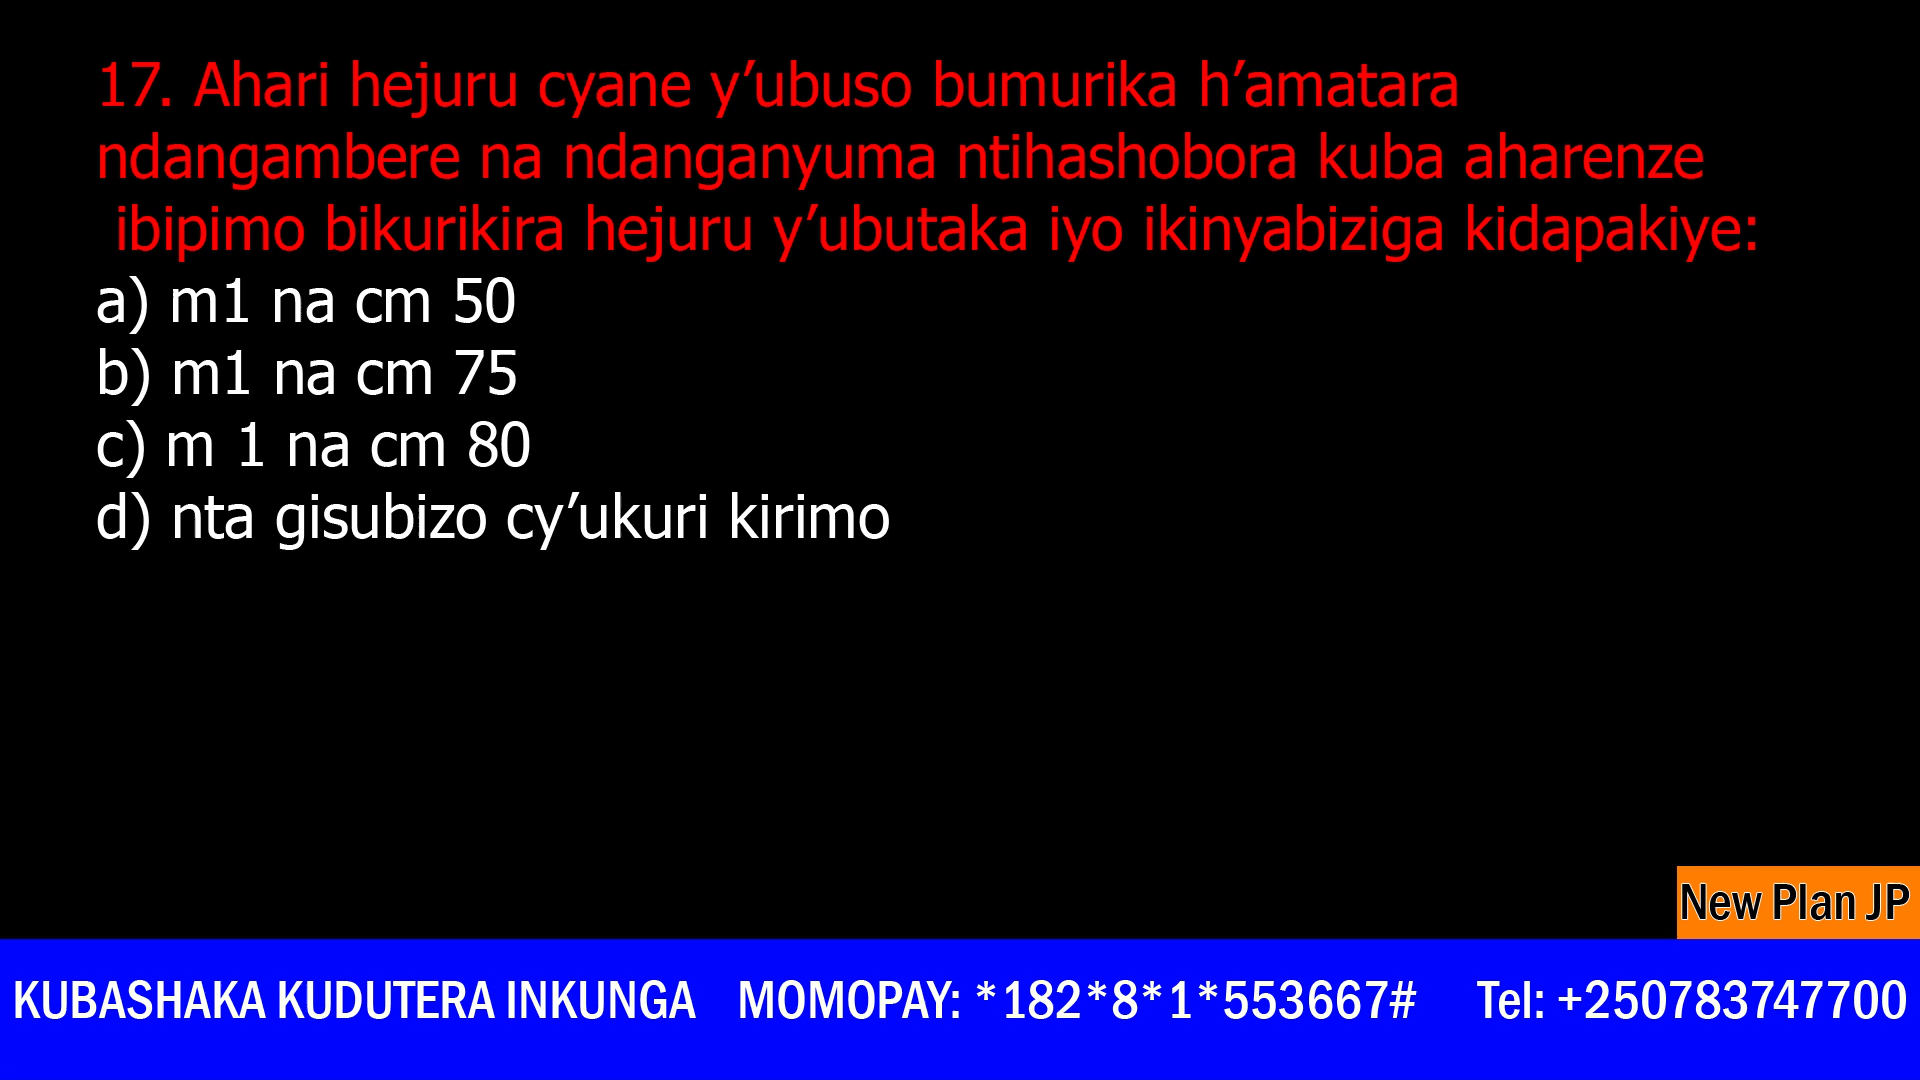 17. Ahari hejuru cyane y’ubuso bumurika h’amatara
ndangambere na ndanganyuma ntihashobora kuba aharenze
ibipimo bikurikira hejuru y’ubutaka iyo ikinyabiziga kidapakiye:
a) m1 na cm 50
b) m1 na cm 75
c) m 1 na cm 80
d) nta gisubizo cy’ukuri kirimo
New Plan JP
KUBASHAKA KUDUTERA INKUNGA MOMOPAY: *182*8*1*553667# Tel: +250783747700